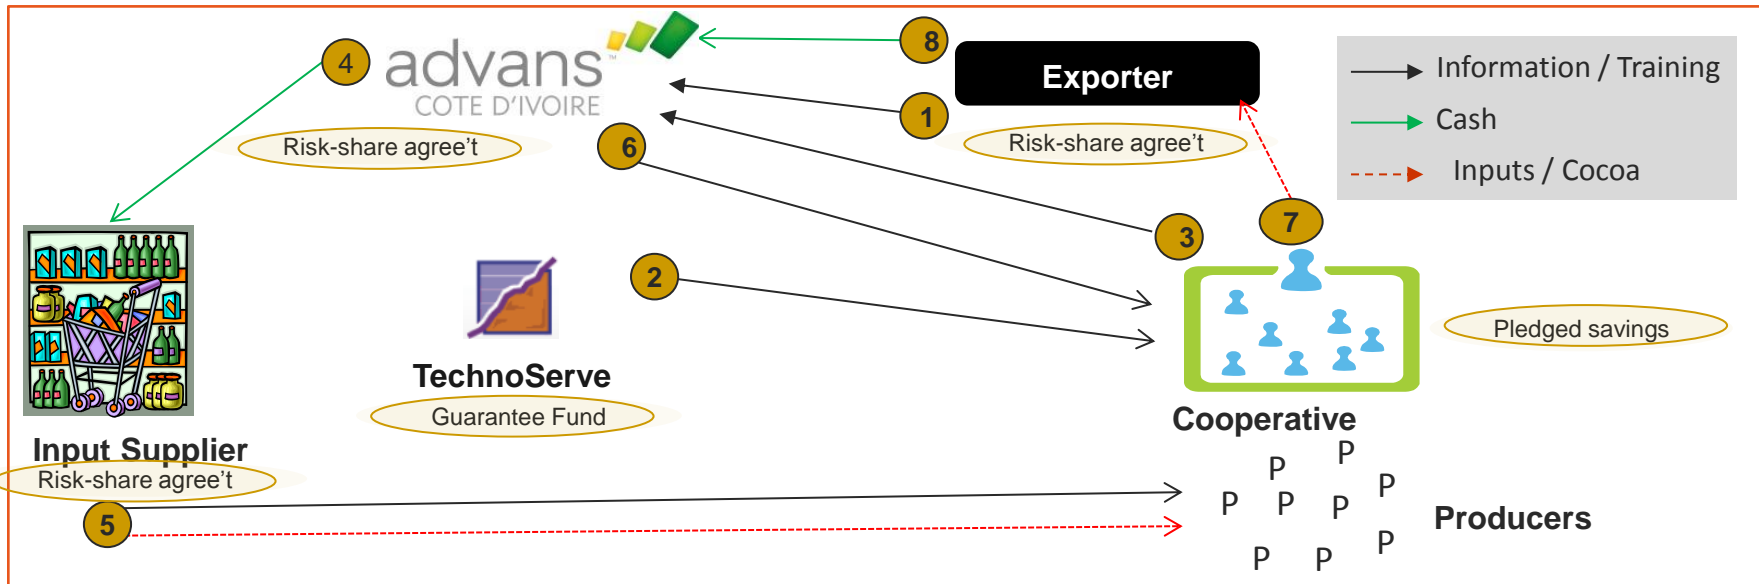 4
advans
™
COTE D'IVOIRE
8
Exporter
Information / Training
Cash
Inputs / Cocoa
1
Risk-share agree't
6
Risk-share agree't
7
3
2
TechnoServe
Guarantee Fund
Pledged savings
Cooperative
Input Supplier
Risk-share agree't
5
P
P
P
P
P
P
P
P
P
P
Producers